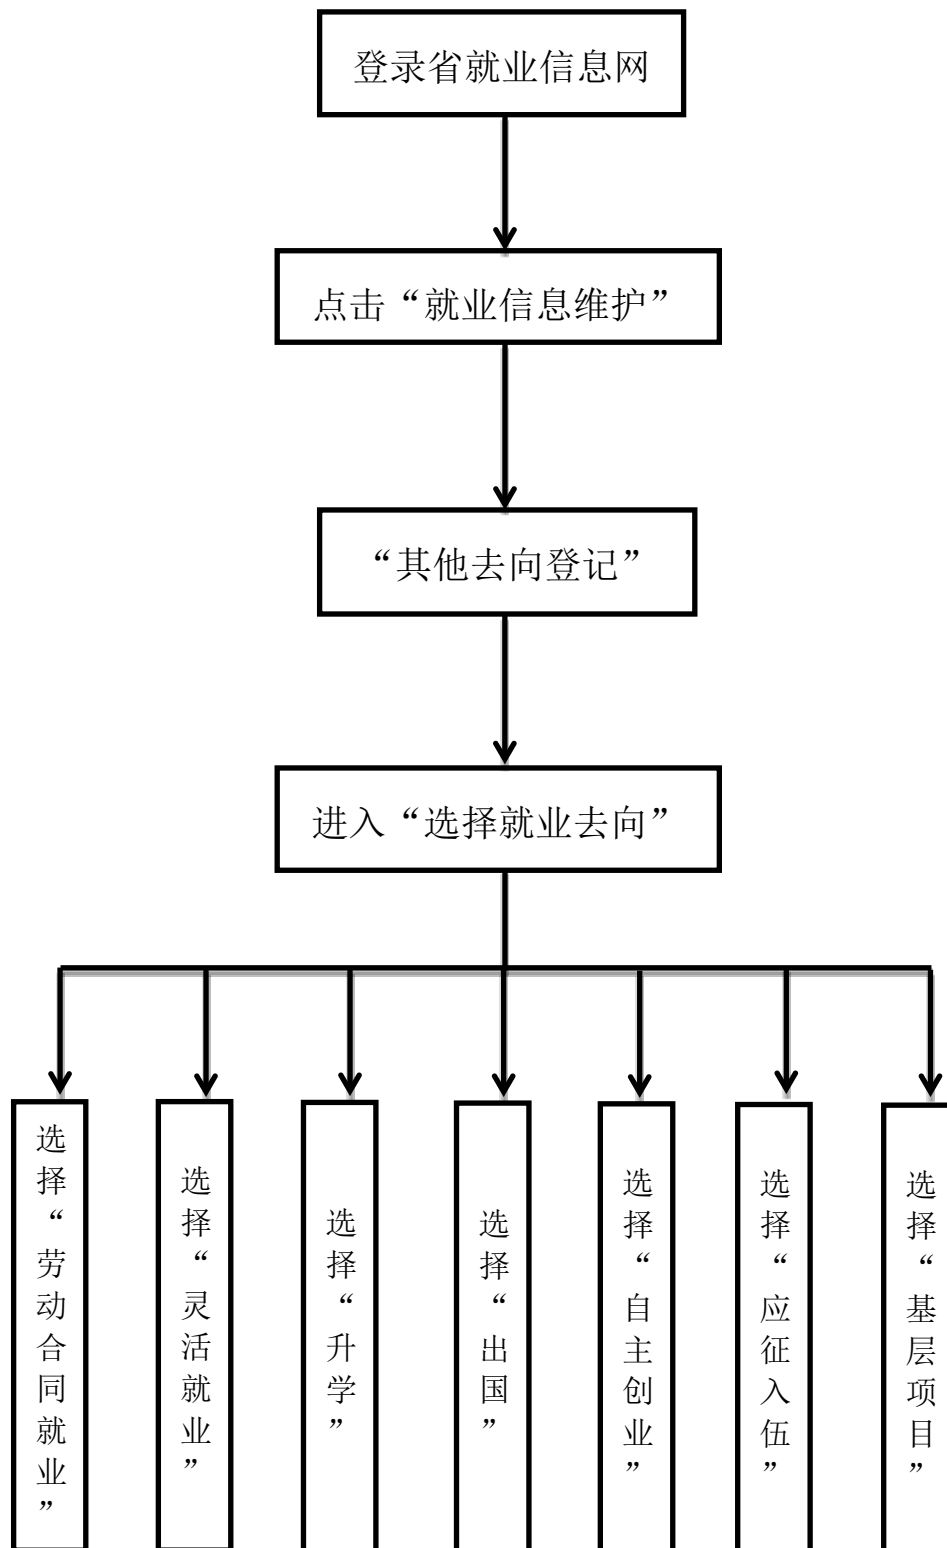 登录省就业信息网
点击“就业信息维护”
“其他去向登记”
进入“选择就业去向”
选择“劳动合同就业”
选择“灵活就业”
选择“升学”
选择“出国”
选择“自主创业”
选择“应征入伍”
选择“基层项目”